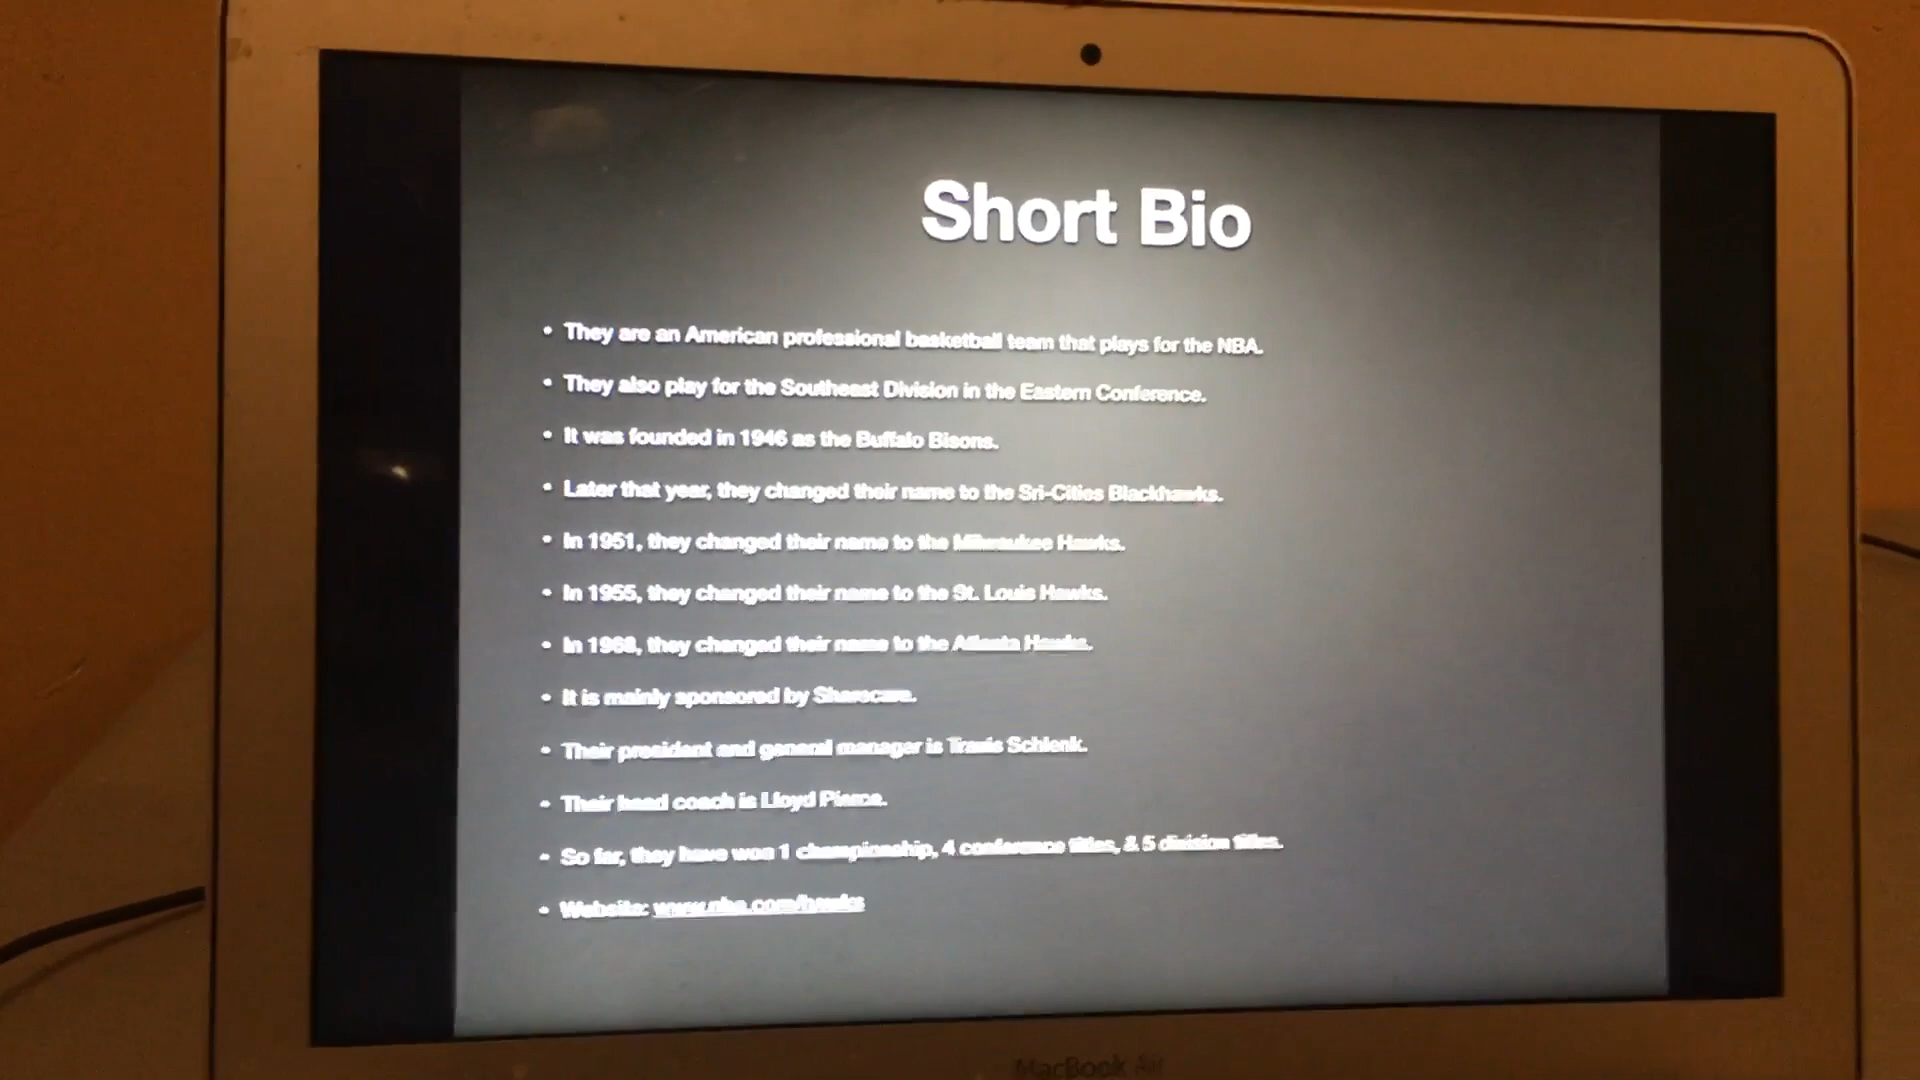 Short Bio
• They are an American professional basketball team that plays for the NBA.
• They also play for the Southeast Division in the Eastern Conference.
• It was founded in 1946 as the Buffalo Bisons.
• Later that year, they changed their name to the Sri-Cities Blackhawks.
• In 1951, they changed their name to the Milwaukee Hawks.
• In 1955, they changed their name to the St. Louis Hawks.
• In 1968, they changed their name to the Atlanta Hawks.
• It is mainly sponsored by Sharecare.
• Their president and general manager is Travis Schlenk.
• Their head coach is Lloyd Pierce.
• So far, they have won 1 championship, 4 conference titles, & 5 division titles.
• Website: www.nba.com/hawks
MacBook Air